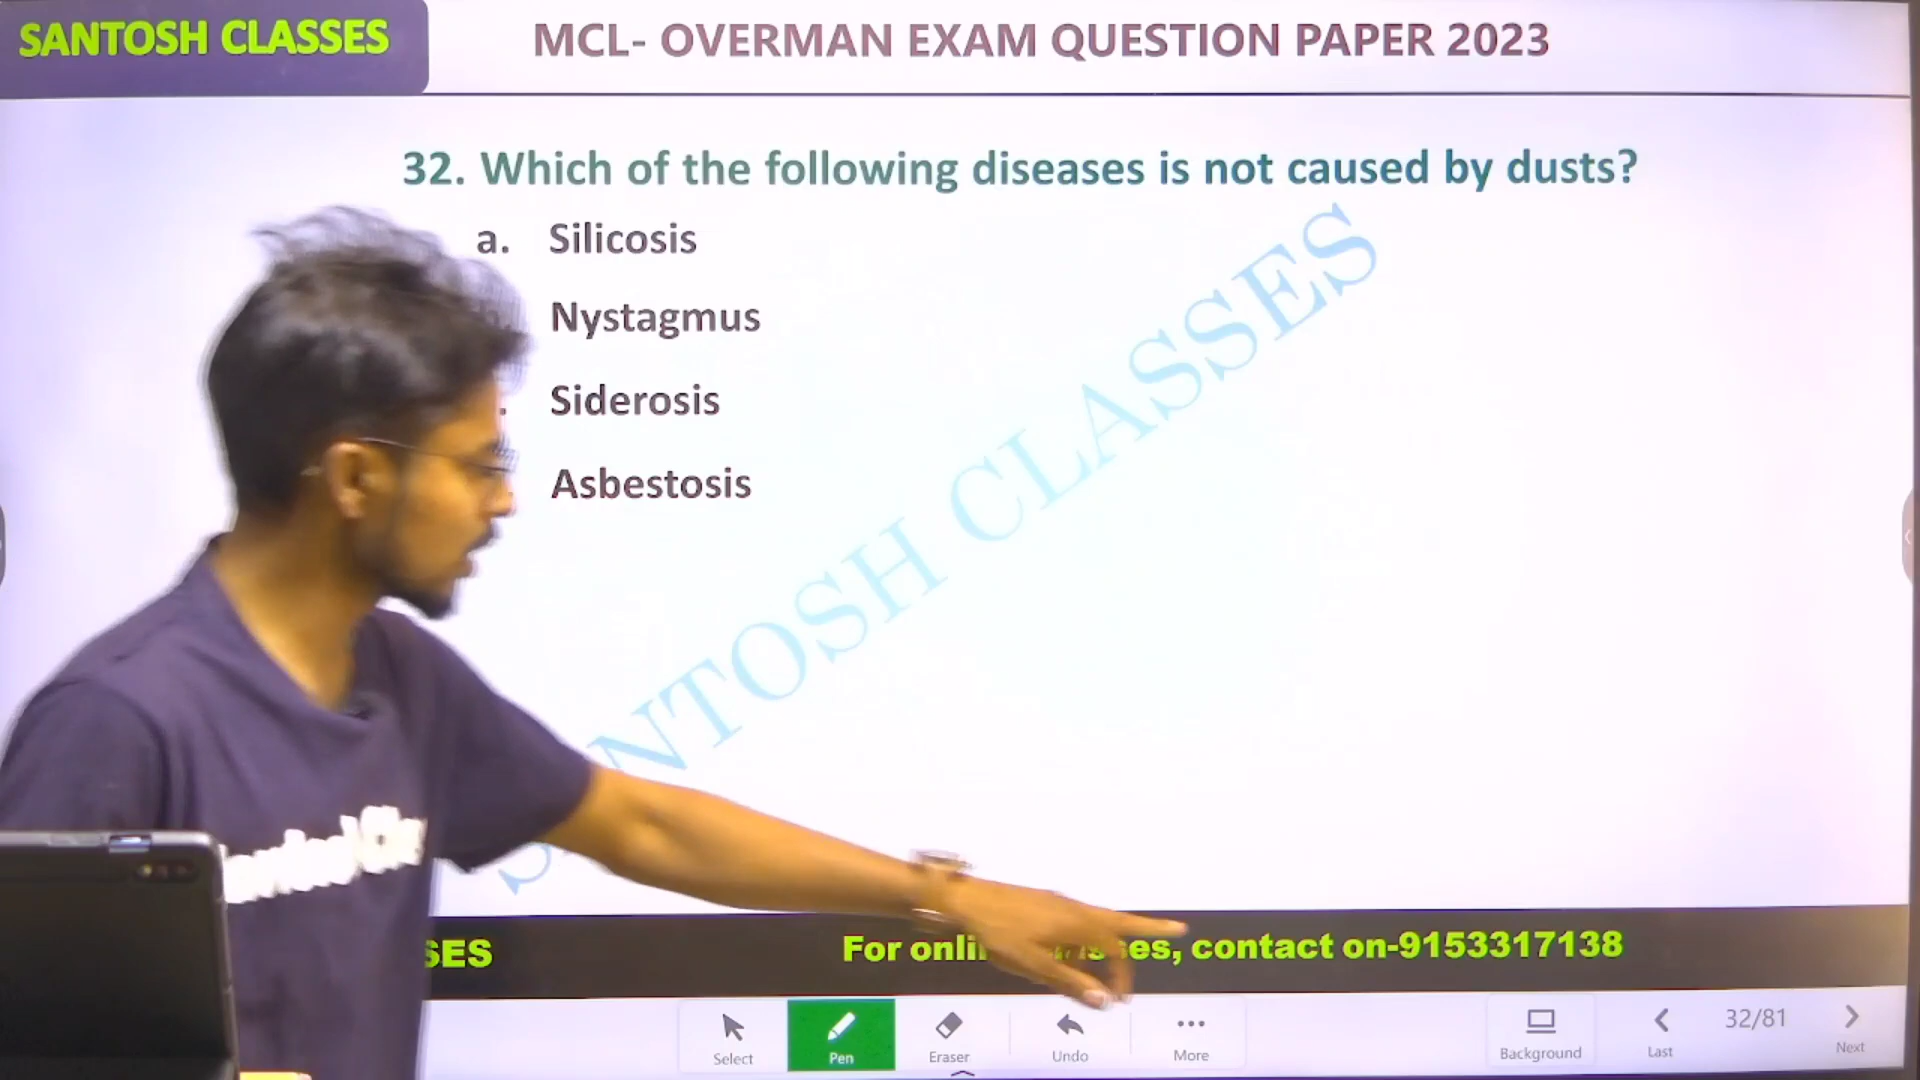 SANTOSH CLASSES
MCL- OVERMAN EXAM QUESTION PAPER 2023
32. Which of the following diseases is not caused by dusts?
a. Silicosis
Nystagmus
Siderosis
Asbestosis
SANTOSH CLASSES
SES
For contact on-9153317138
Select
Pen
Eraser
Undo
More
Background
Last
32/81
Next